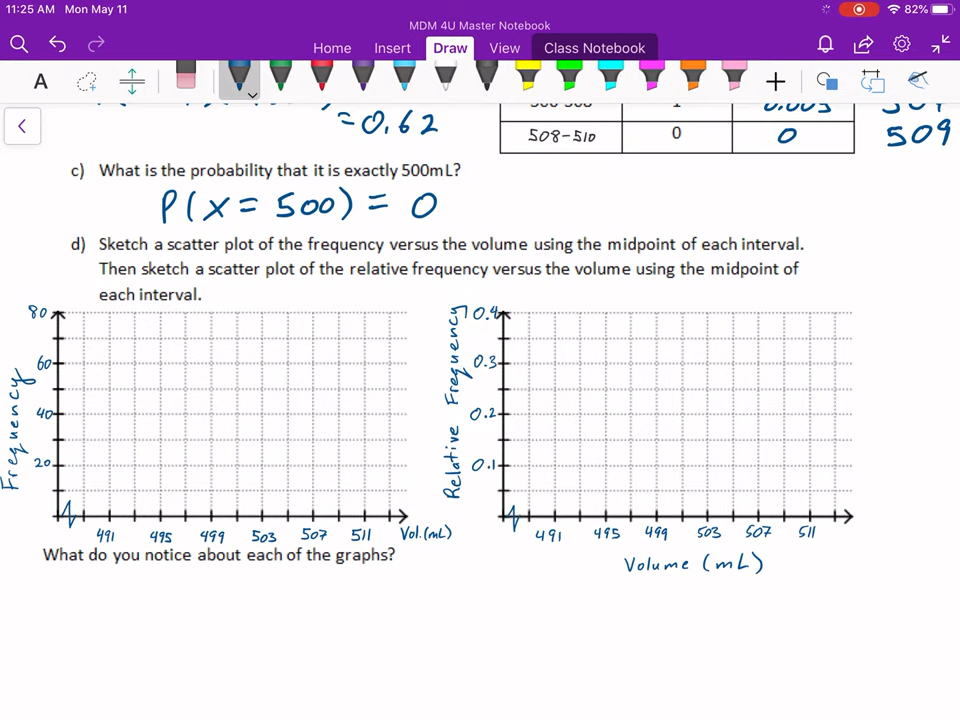 11:25 AM Mon May 11
82%
MDM 4U Master Notebook
Home Insert Draw View Class Notebook
A
= 0.62
1 0.003
508-510 0 0 509
c) What is the probability that it is exactly 500mL?
P(X = 500) = 0
d) Sketch a scatter plot of the frequency versus the volume using the midpoint of each interval.
Then sketch a scatter plot of the relative frequency versus the volume using the midpoint of
each interval.
Frequency
80
60
40
20
491 495 499 503 507 511 Vol.(mL)
Relative Frequency
0.4
0.3
0.2
0.1
491 495 499 503 507 511
Volume (mL)
What do you notice about each of the graphs?